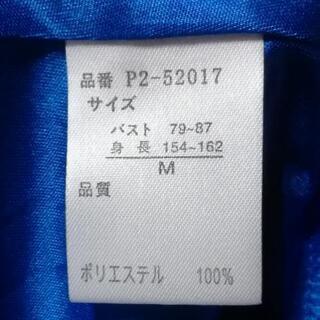 品番 P2-52017
サイズ
バスト 79~87
身長 154~162
M
品質
ポリエステル 100%